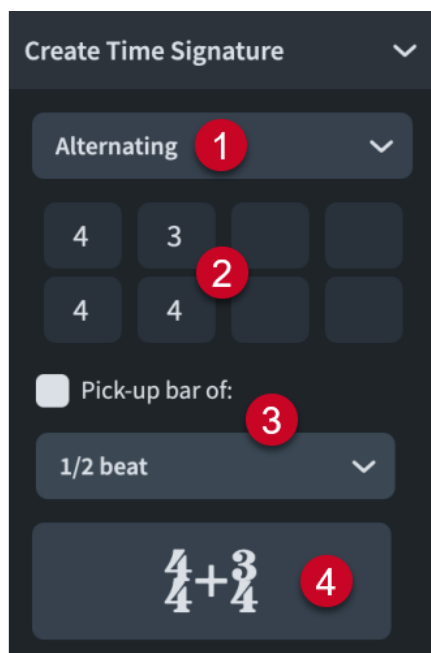 Create Time Signature
Alternating 1
4 3
2
4 4
Pick-up bar of:
3
1/2 beat
4/4+3/4 4